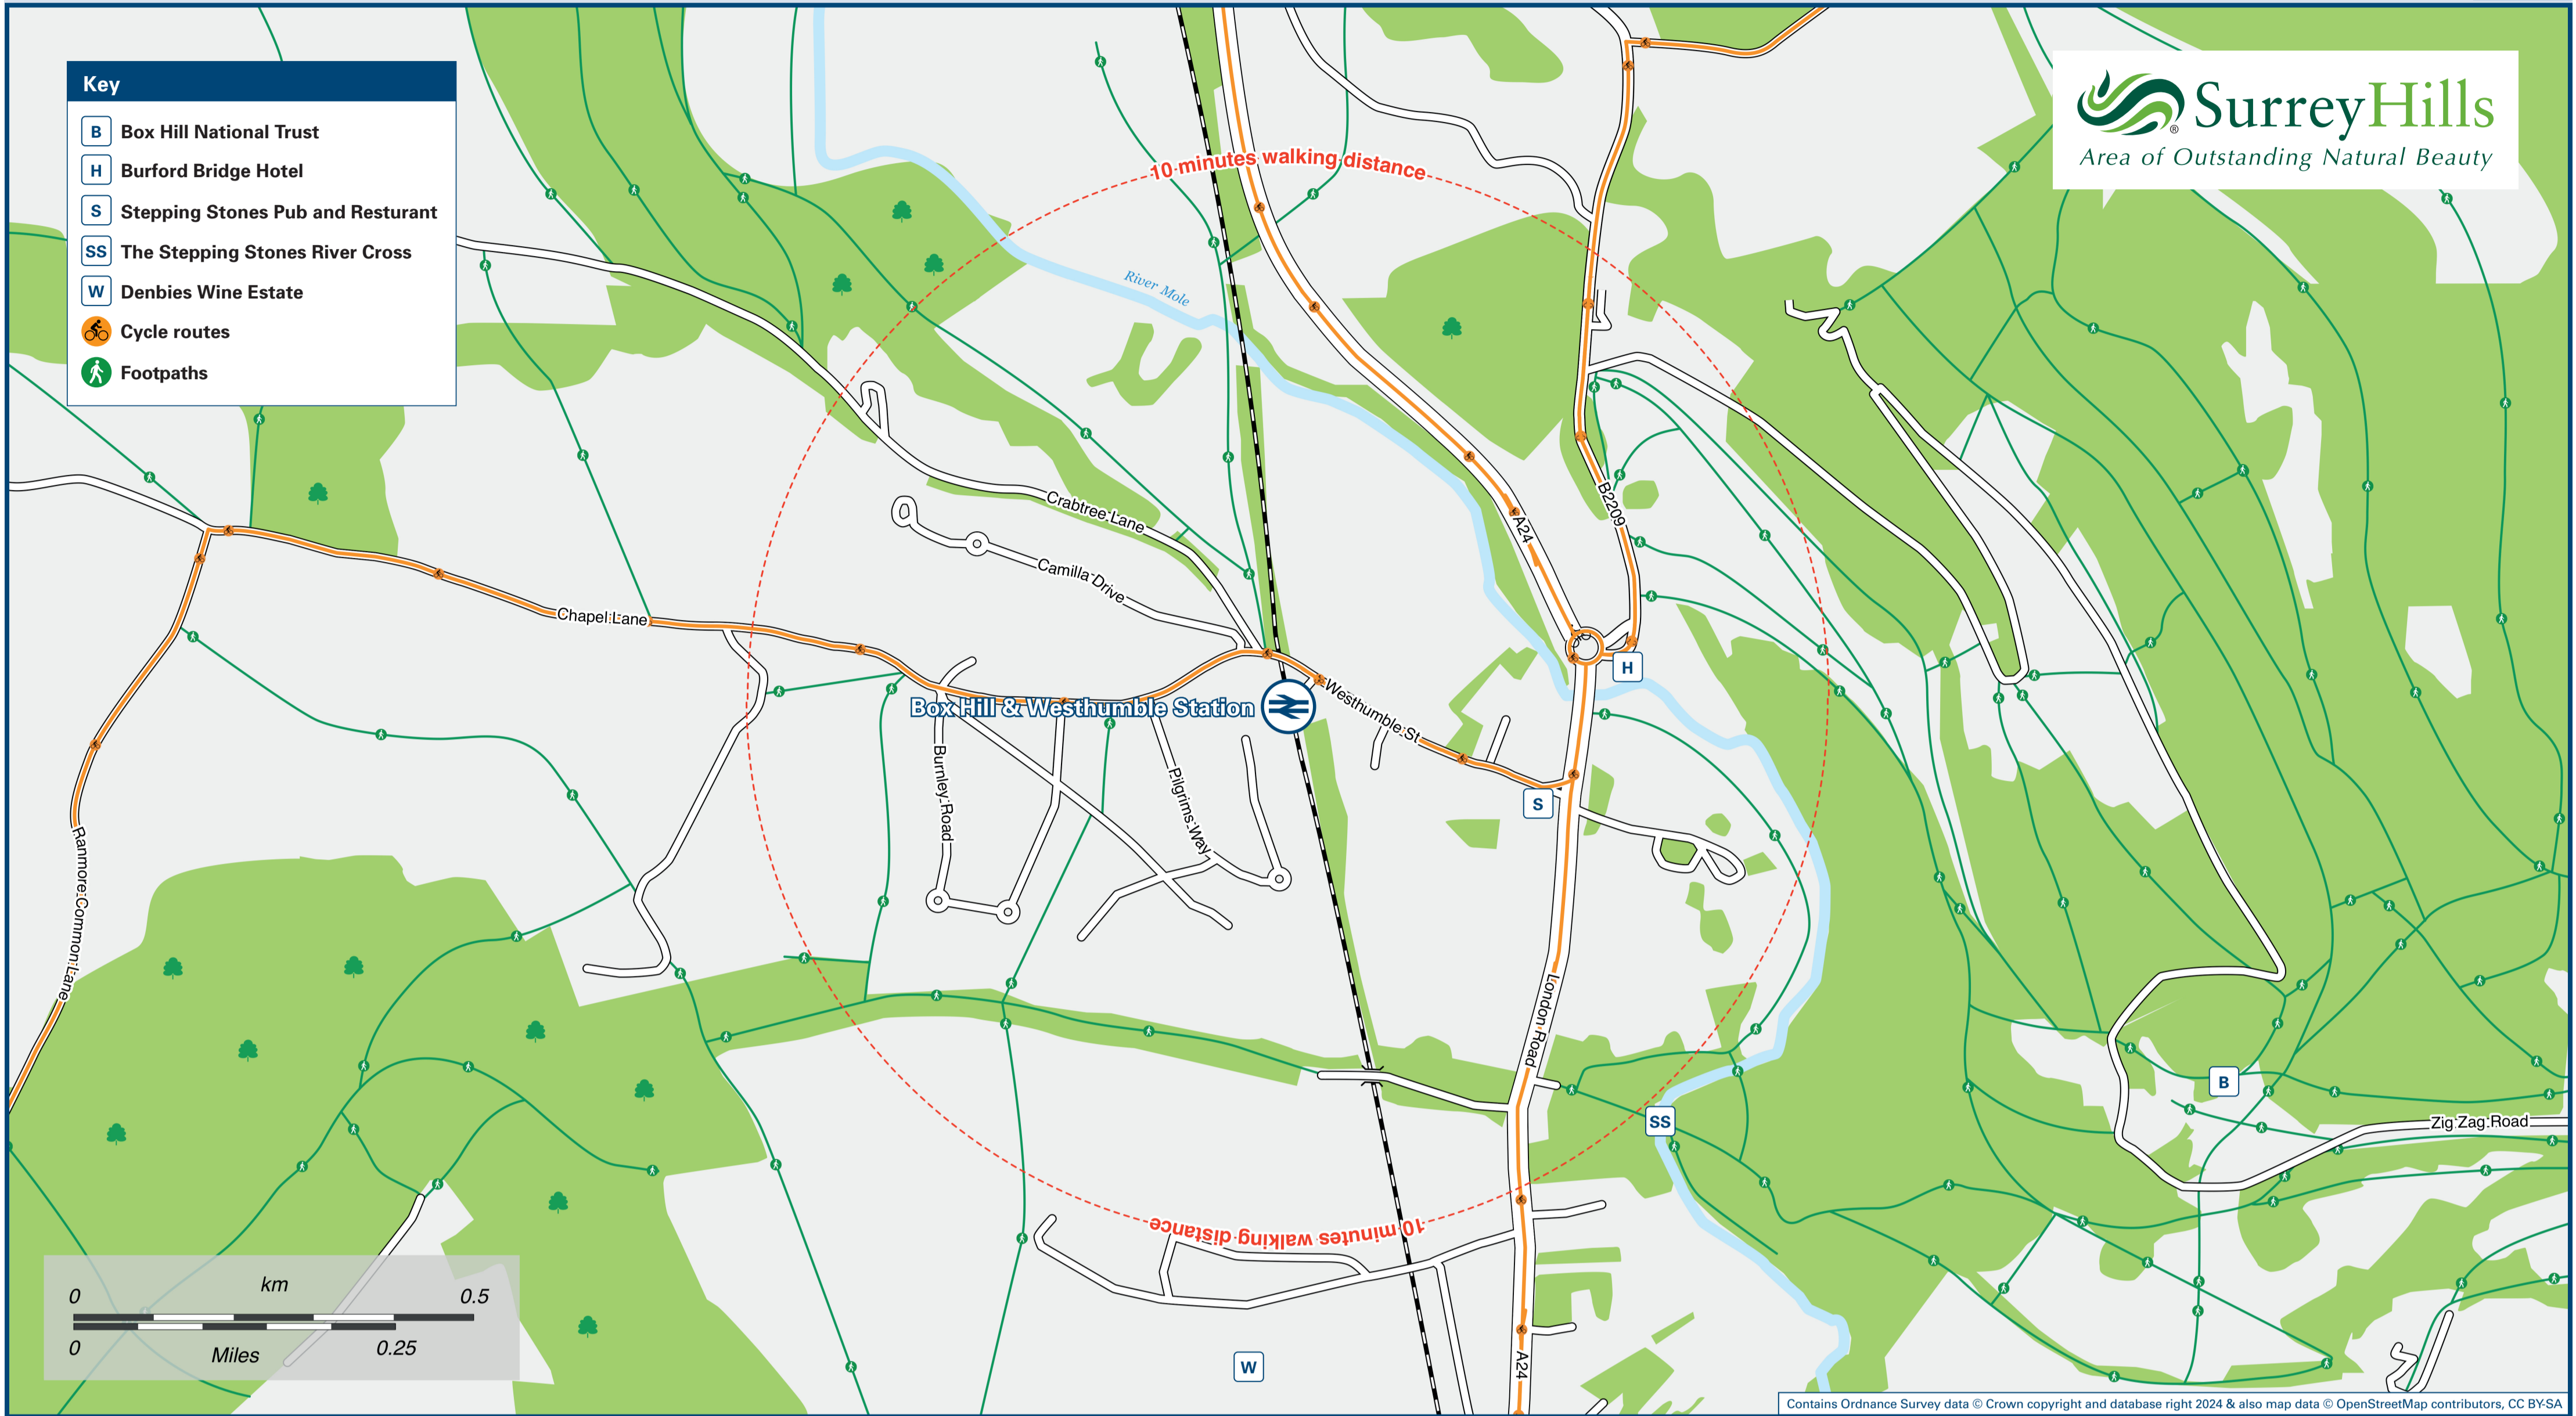 Key
B Box Hill National Trust
H Burford Bridge Hotel
S Stepping Stones Pub and Resturant
SS The Stepping Stones River Cross
W Denbies Wine Estate
Cycle routes
Footpaths
SurreyHills
®
Area of Outstanding Natural Beauty
10 minutes walking distance
River Mole
Crabtree Lane
A24
B2209
Camilla Drive
Chapel Lane
H
Box Hill & Westhumble Station
Westhumble St
Burnley Road
Pilgrims Way
S
Ranmore Common Lane
London Road
B
SS
Zig Zag Road
10 minutes walking distance
km
0 0.5
0 0.25
Miles
W
A24
Contains Ordnance Survey data © Crown copyright and database right 2024 & also map data © OpenStreetMap contributors, CC BY-SA